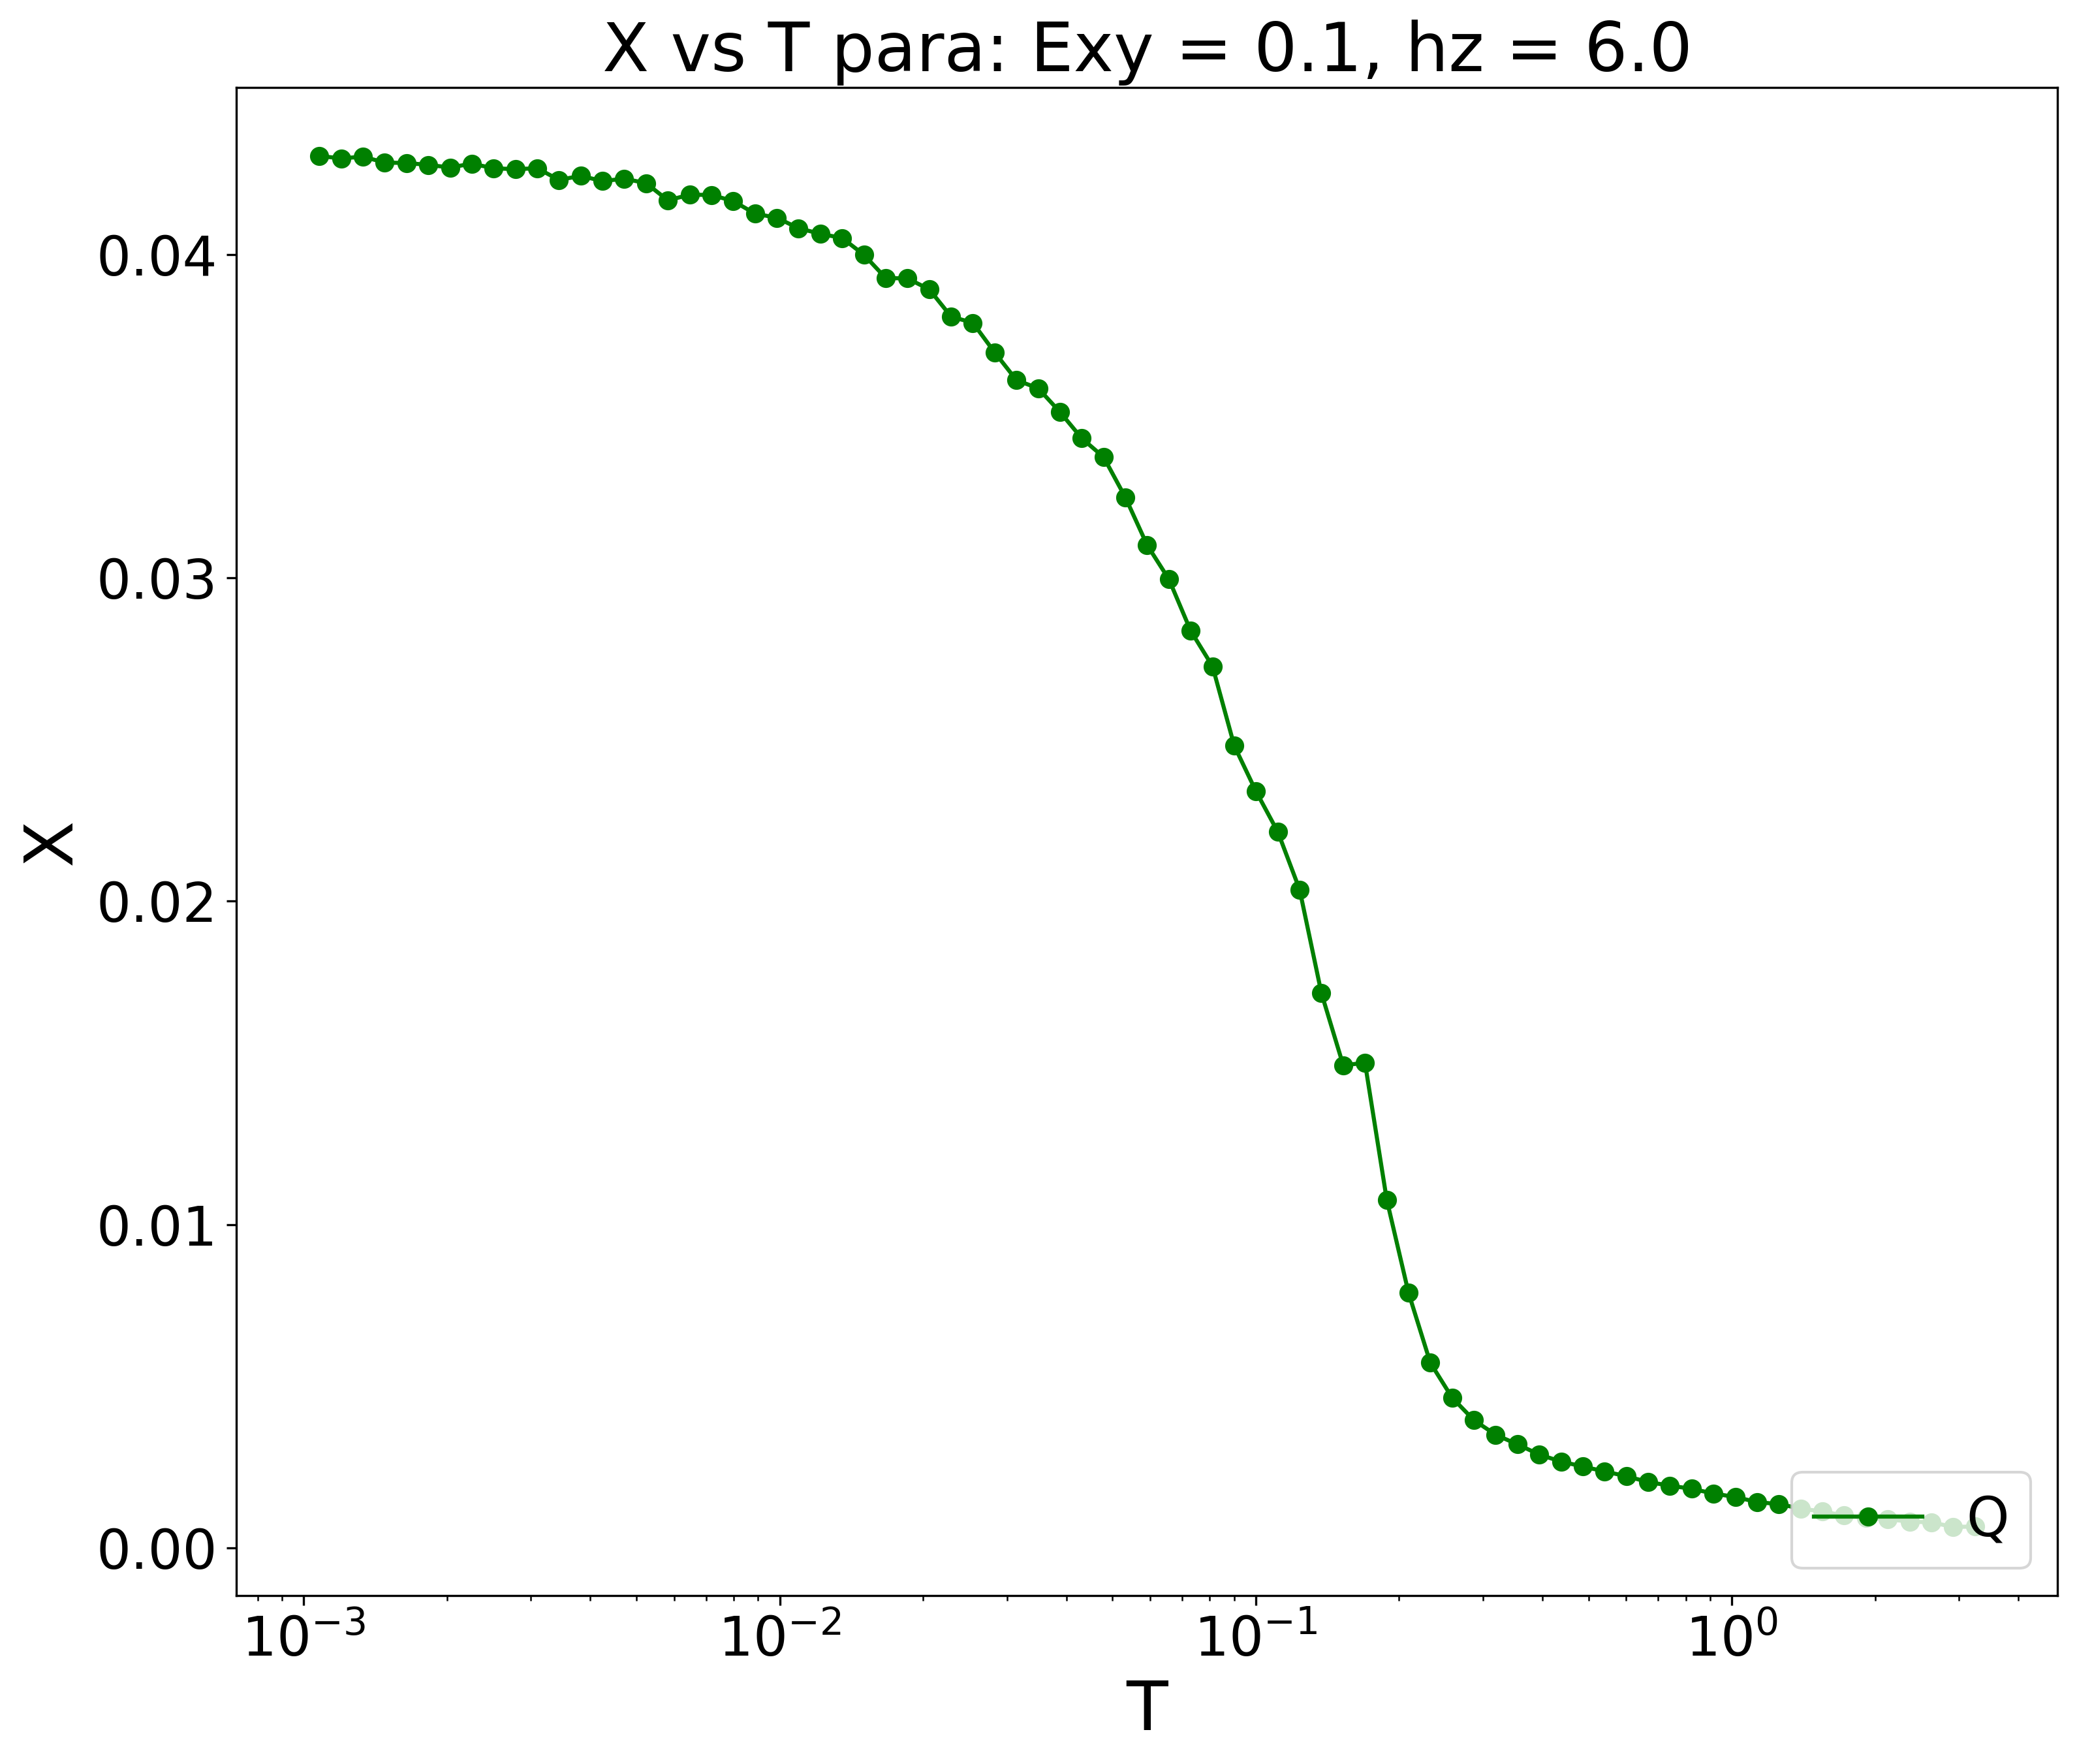 X vs T para: Exy = 0.1, hz = 6.0
X
0.04
0.03
0.02
0.01
0.00
10⁻³ 10⁻² 10⁻¹ 10⁰
T
Q